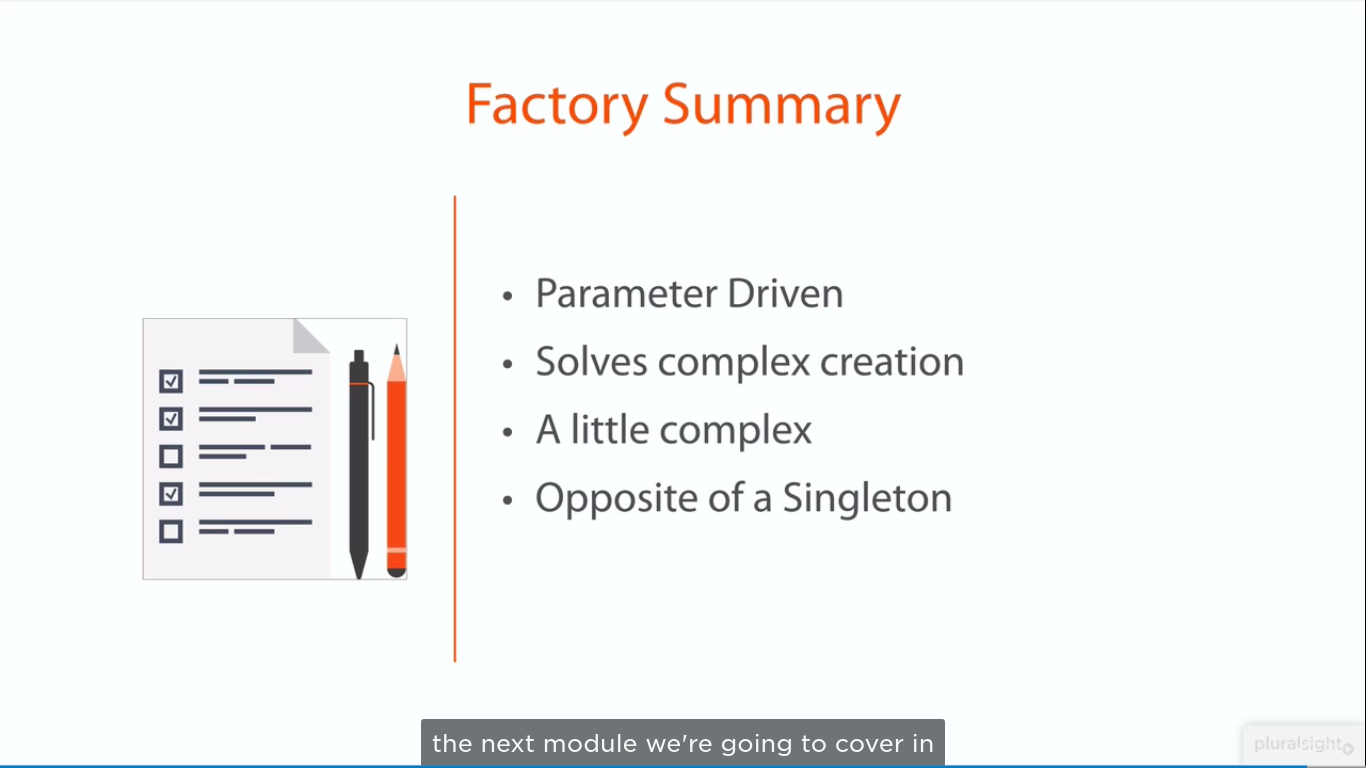 Factory Summary
• Parameter Driven
• Solves complex creation
• A little complex
• Opposite of a Singleton
the next module we're going to cover in
pluralsight